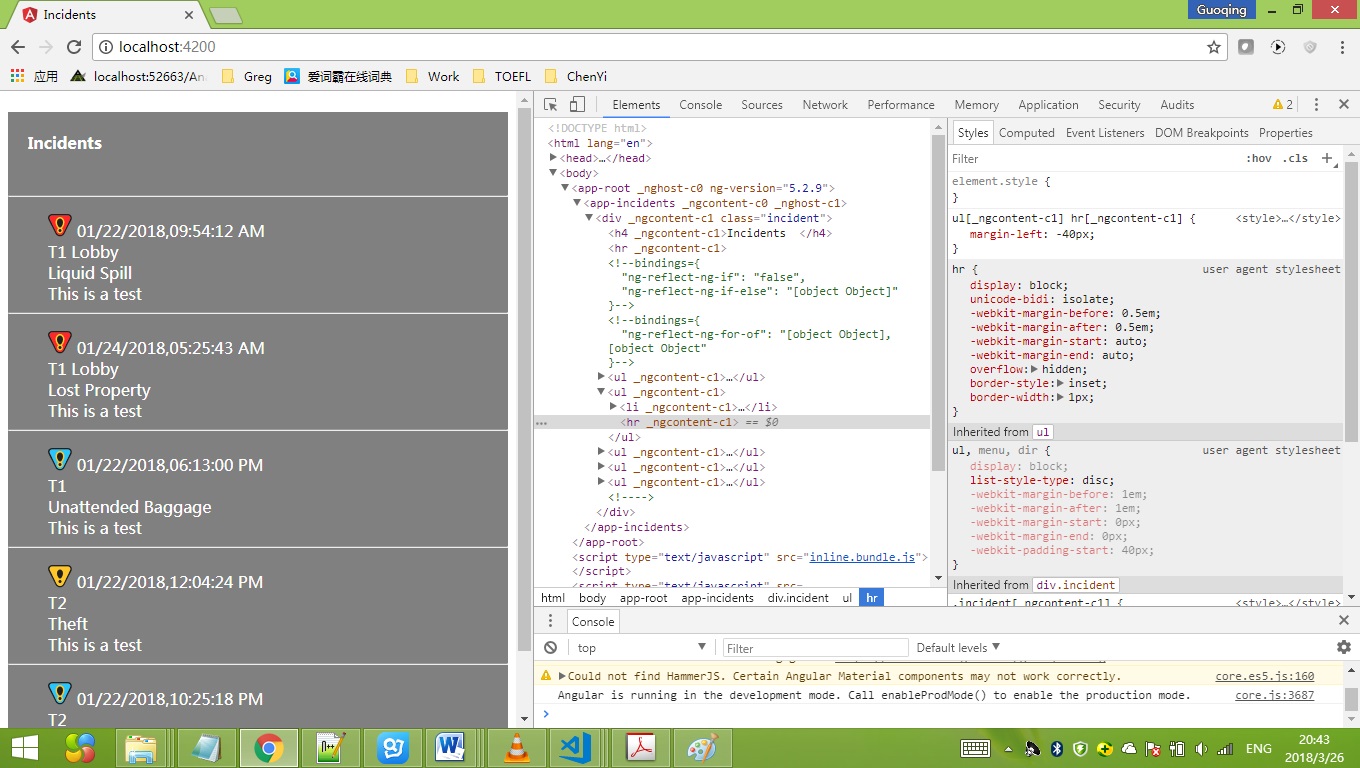 Incidents
Guoqing
localhost:4200
应用
localhost:52663/An
Greg
爱词霸在线词典
Work
TOEFL
ChenYi
Incidents
01/22/2018,09:54:12 AM
T1 Lobby
Liquid Spill
This is a test
01/24/2018,05:25:43 AM
T1 Lobby
Lost Property
This is a test
01/22/2018,06:13:00 PM
T1
Unattended Baggage
This is a test
01/22/2018,12:04:24 PM
T2
Theft
This is a test
01/22/2018,10:25:18 PM
T2
Elements Console Sources Network Performance Memory Application Security Audits 2
<!DOCTYPE html>
<html lang="en">
<head>…</head>
<body>
<app-root _nghost-c0 ng-version="5.2.9">
<app-incidents _ngcontent-c0 _nghost-c1>
<div _ngcontent-c1 class="incident">
<h4 _ngcontent-c1>Incidents </h4>
<hr _ngcontent-c1>
<!--bindings={
"ng-reflect-ng-if": "false",
"ng-reflect-ng-if-else": "[object Object]"
}-->
<!--bindings={
"ng-reflect-ng-for-of": "[object Object],
[object Object"
}-->
<ul _ngcontent-c1>…</ul>
<ul _ngcontent-c1>
<li _ngcontent-c1>…</li>
… <hr _ngcontent-c1> == $0
</ul>
<ul _ngcontent-c1>…</ul>
<ul _ngcontent-c1>…</ul>
<ul _ngcontent-c1>…</ul>
<!---->
</div>
</app-incidents>
</app-root>
<script type="text/javascript" src="inline.bundle.js">
</script>
<script type="text/javascript" src=
html body app-root app-incidents div.incident ul hr
Styles Computed Event Listeners DOM Breakpoints Properties
Filter :hov .cls +
element.style {
}
ul[_ngcontent-c1] hr[_ngcontent-c1] { <style>…</style>
margin-left: -40px;
}
hr { user agent stylesheet
display: block;
unicode-bidi: isolate;
-webkit-margin-before: 0.5em;
-webkit-margin-after: 0.5em;
-webkit-margin-start: auto;
-webkit-margin-end: auto;
overflow: hidden;
border-style: inset;
border-width: 1px;
}
Inherited from ul
ul, menu, dir { user agent stylesheet
display: block;
list-style-type: disc;
-webkit-margin-before: 1em;
-webkit-margin-after: 1em;
-webkit-margin-start: 0px;
-webkit-margin-end: 0px;
-webkit-padding-start: 40px;
}
Inherited from div.incident
.incident[_ngcontent-c1] { <style>…</style>
Console
top Filter Default levels
Could not find HammerJS. Certain Angular Material components may not work correctly. core.es5.js:160
Angular is running in the development mode. Call enableProdMode() to enable the production mode. core.js:3687
ENG
20:43
2018/3/26